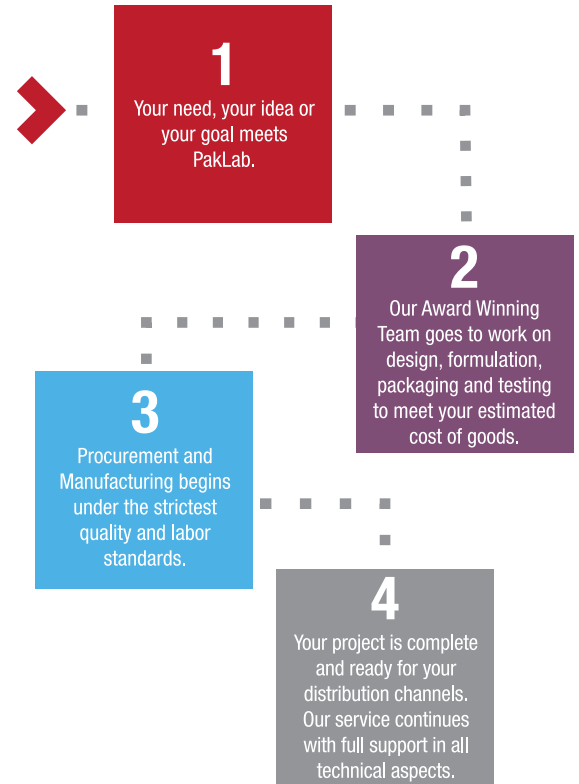 1
Your need, your idea or
your goal meets
PakLab.
2
Our Award Winning
Team goes to work on
design, formulation,
packaging and testing
to meet your estimated
cost of goods.
3
Procurement and
Manufacturing begins
under the strictest
quality and labor
standards.
4
Your project is complete
and ready for your
distribution channels.
Our service continues
with full support in all
technical aspects.